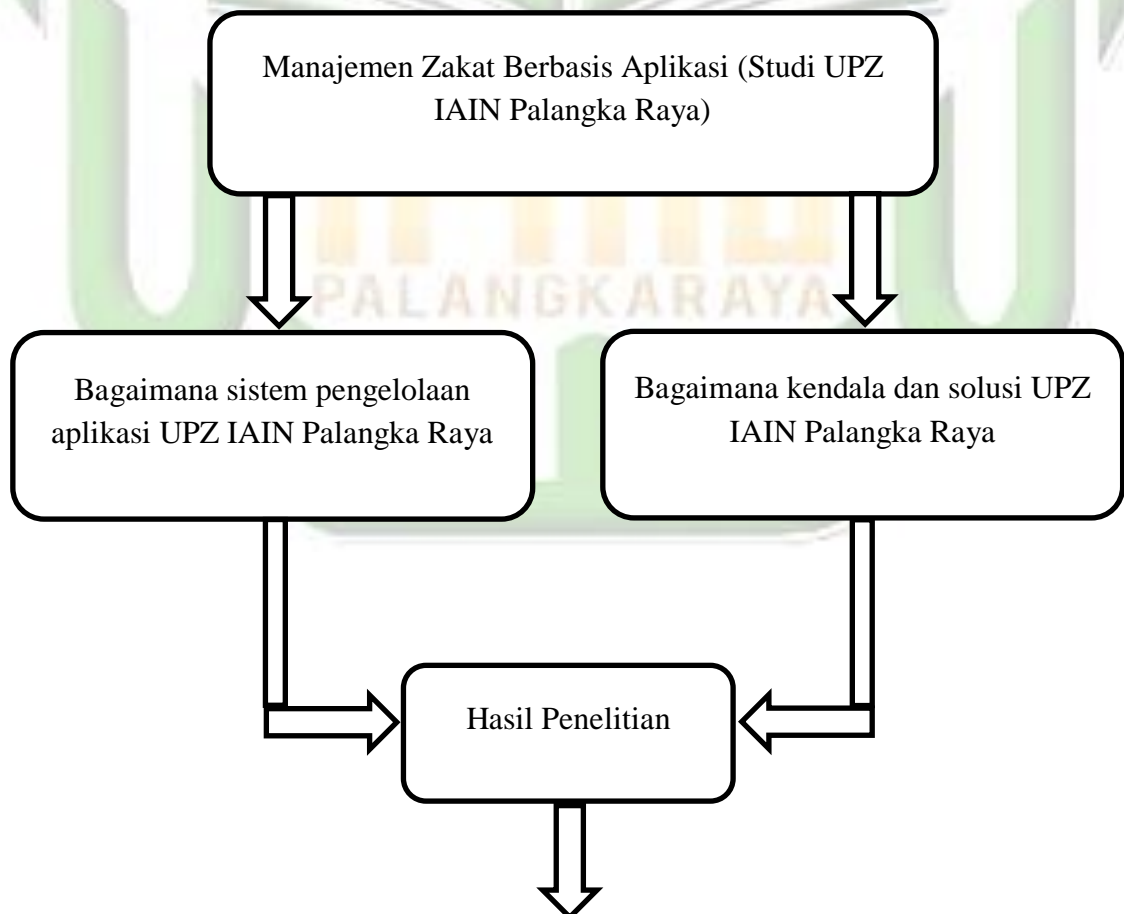 Manajemen Zakat Berbasis Aplikasi (Studi UPZ
IAIN Palangka Raya)
PALANGKARAYA
Bagaimana sistem pengelolaan
aplikasi UPZ IAIN Palangka Raya
Bagaimana kendala dan solusi UPZ
IAIN Palangka Raya
Hasil Penelitian